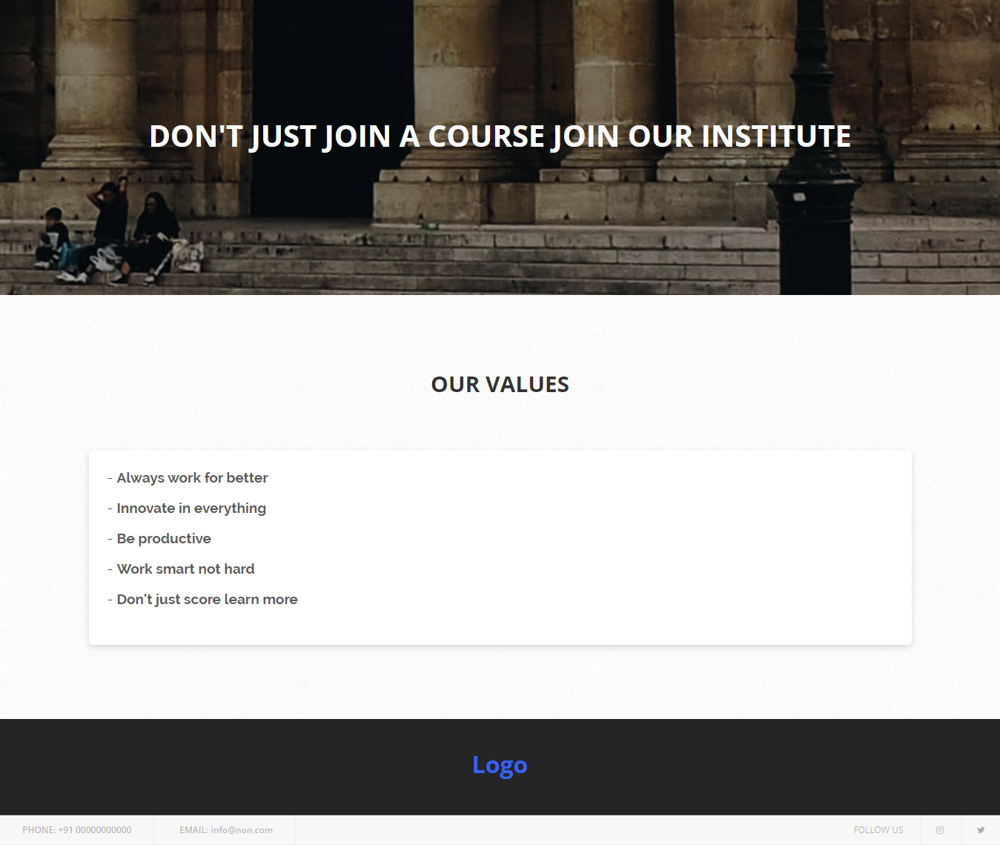 DON'T JUST JOIN A COURSE JOIN OUR INSTITUTE
OUR VALUES
- Always work for better
- Innovate in everything
- Be productive
- Work smart not hard
- Don't just score learn more
Logo
PHONE: +91 00000000000 EMAIL: info@non.com FOLLOW US